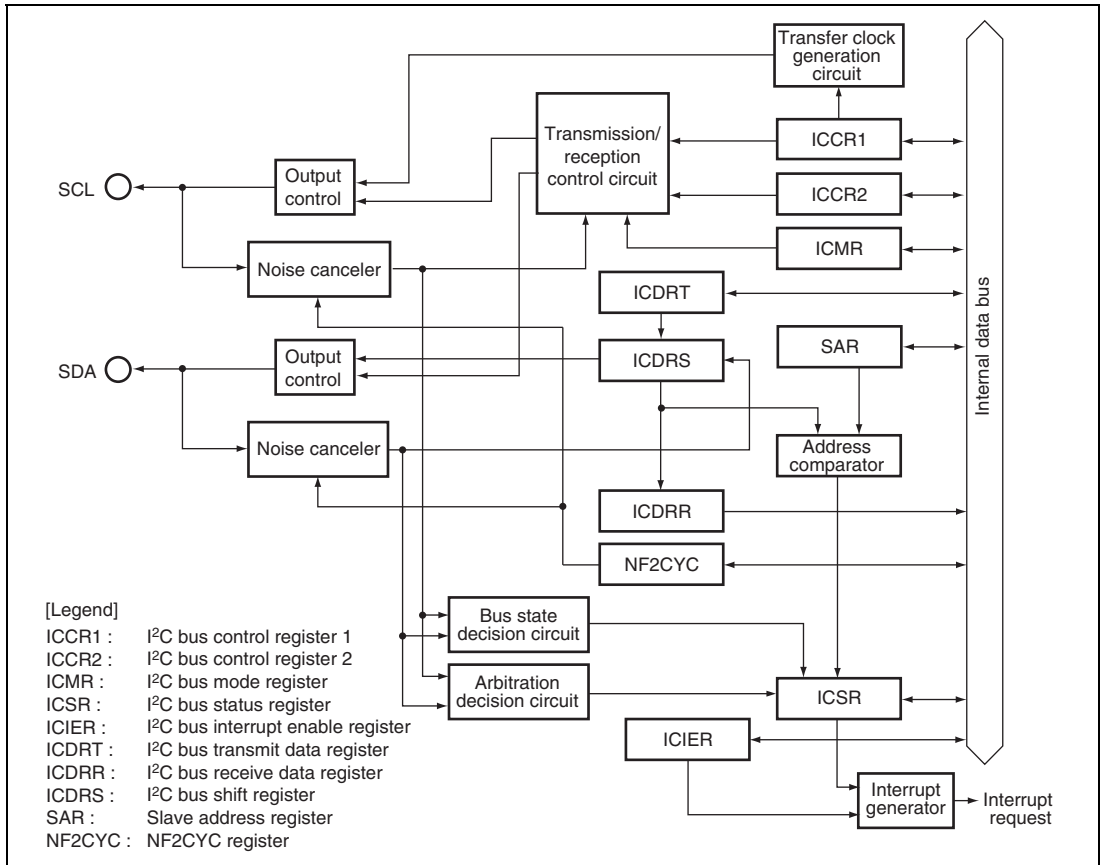 Transfer clock
generation
circuit
Transmission/
reception
control circuit
ICCR1
SCL
Output
control
ICCR2
Noise canceler
ICMR
ICDRT
Internal data bus
SDA
Output
control
ICDRS
SAR
Noise canceler
Address
comparator
ICDRR
NF2CYC
Bus state
decision circuit
Arbitration
decision circuit
ICSR
ICIER
Interrupt
generator
Interrupt
request
[Legend]
ICCR1 : I²C bus control register 1
ICCR2 : I²C bus control register 2
ICMR : I²C bus mode register
ICSR : I²C bus status register
ICIER : I²C bus interrupt enable register
ICDRT : I²C bus transmit data register
ICDRR : I²C bus receive data register
ICDRS : I²C bus shift register
SAR : Slave address register
NF2CYC : NF2CYC register